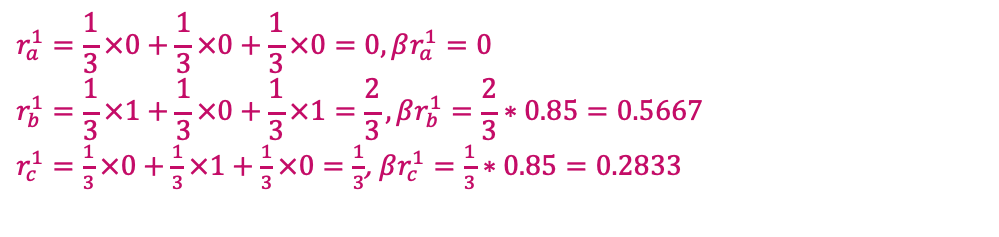 r_a^1 = 1/3 ×0 + 1/3 ×0 + 1/3 ×0 = 0, βr_a^1 = 0
r_b^1 = 1/3 ×1 + 1/3 ×0 + 1/3 ×1 = 2/3, βr_b^1 = 2/3 * 0.85 = 0.5667
r_c^1 = 1/3 ×0 + 1/3 ×1 + 1/3 ×0 = 1/3, βr_c^1 = 1/3 * 0.85 = 0.2833